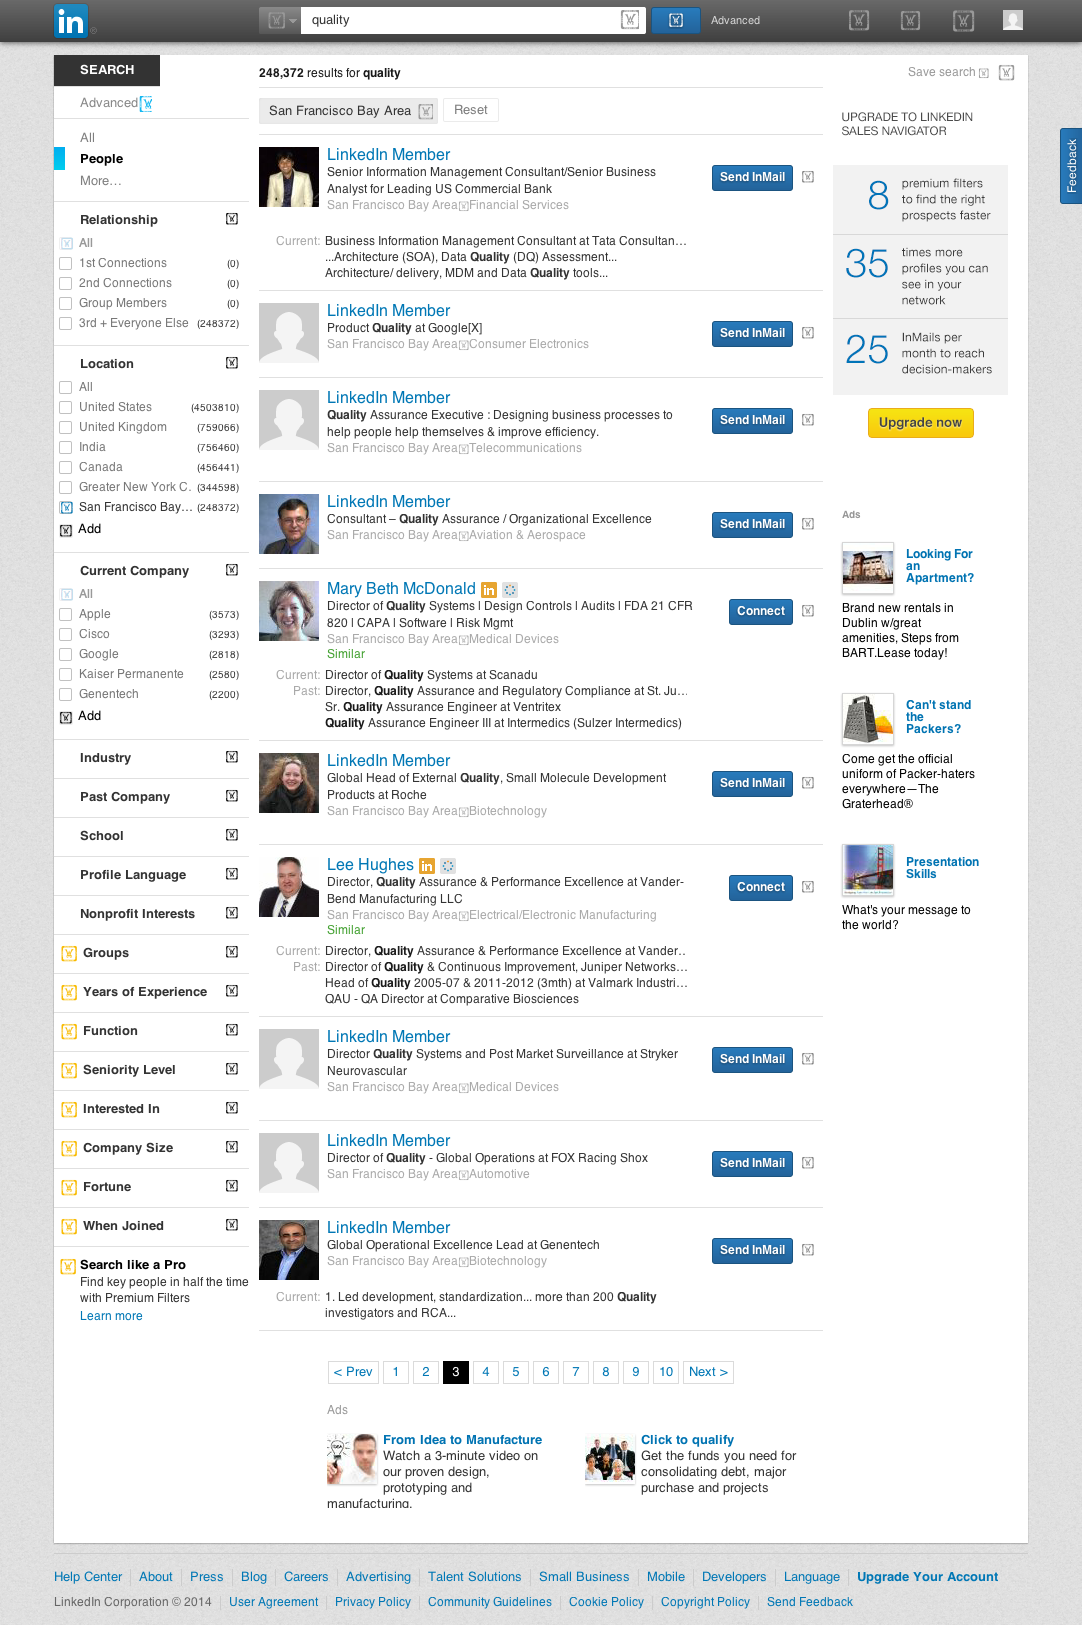 in
quality
Advanced
SEARCH
Advanced
All
People
More...
Relationship
All
1st Connections (0)
2nd Connections (0)
Group Members (0)
3rd + Everyone Else (248372)
Location
All
United States (4503810)
United Kingdom (759066)
India (756460)
Canada (456441)
Greater New York C. (344598)
San Francisco Bay... (248372)
Add
Current Company
All
Apple (3573)
Cisco (3293)
Google (2818)
Kaiser Permanente (2580)
Genentech (2200)
Add
Industry
Past Company
School
Profile Language
Nonprofit Interests
Groups
Years of Experience
Function
Seniority Level
Interested In
Company Size
Fortune
When Joined
Search like a Pro
Find key people in half the time
with Premium Filters
Learn more
248,372 results for quality
Save search
San Francisco Bay Area
Reset
LinkedIn Member
Senior Information Management Consultant/Senior Business
Analyst for Leading US Commercial Bank
San Francisco Bay Area Financial Services
Send InMail
Current: Business Information Management Consultant at Tata Consultan...
...Architecture (SOA), Data Quality (DQ) Assessment...
Architecture/ delivery, MDM and Data Quality tools...
LinkedIn Member
Product Quality at Google[X]
San Francisco Bay Area Consumer Electronics
Send InMail
LinkedIn Member
Quality Assurance Executive : Designing business processes to
help people help themselves & improve efficiency.
San Francisco Bay Area Telecommunications
Send InMail
LinkedIn Member
Consultant – Quality Assurance / Organizational Excellence
San Francisco Bay Area Aviation & Aerospace
Send InMail
Mary Beth McDonald in
Director of Quality Systems l Design Controls l Audits l FDA 21 CFR
820 l CAPA l Software l Risk Mgmt
San Francisco Bay Area Medical Devices
Similar
Connect
Current: Director of Quality Systems at Scanadu
Past: Director, Quality Assurance and Regulatory Compliance at St. Ju...
Sr. Quality Assurance Engineer at Ventritex
Quality Assurance Engineer III at Intermedics (Sulzer Intermedics)
LinkedIn Member
Global Head of External Quality, Small Molecule Development
Products at Roche
San Francisco Bay Area Biotechnology
Send InMail
Lee Hughes in
Director, Quality Assurance & Performance Excellence at Vander-
Bend Manufacturing LLC
San Francisco Bay Area Electrical/Electronic Manufacturing
Similar
Connect
Current: Director, Quality Assurance & Performance Excellence at Vander..
Past: Director of Quality & Continuous Improvement, Juniper Networks...
Head of Quality 2005-07 & 2011-2012 (3mth) at Valmark Industri...
QAU - QA Director at Comparative Biosciences
LinkedIn Member
Director Quality Systems and Post Market Surveillance at Stryker
Neurovascular
San Francisco Bay Area Medical Devices
Send InMail
LinkedIn Member
Director of Quality - Global Operations at FOX Racing Shox
San Francisco Bay Area Automotive
Send InMail
LinkedIn Member
Global Operational Excellence Lead at Genentech
San Francisco Bay Area Biotechnology
Send InMail
Current: 1. Led development, standardization... more than 200 Quality
investigators and RCA...
< Prev 1 2 3 4 5 6 7 8 9 10 Next >
Ads
From Idea to Manufacture
Watch a 3-minute video on
our proven design,
prototyping and
manufacturing.
Click to qualify
Get the funds you need for
consolidating debt, major
purchase and projects
UPGRADE TO LINKEDIN
SALES NAVIGATOR
8 premium filters
to find the right
prospects faster
35 times more
profiles you can
see in your
network
25 InMails per
month to reach
decision-makers
Upgrade now
Ads
Looking For
an
Apartment?
Brand new rentals in
Dublin w/great
amenities, Steps from
BART.Lease today!
Can't stand
the
Packers?
Come get the official
uniform of Packer-haters
everywhere—The
Graterhead®
Presentation
Skills
What's your message to
the world?
Feedback
Help Center About Press Blog Careers Advertising Talent Solutions Small Business Mobile Developers Language Upgrade Your Account
LinkedIn Corporation © 2014 User Agreement Privacy Policy Community Guidelines Cookie Policy Copyright Policy Send Feedback